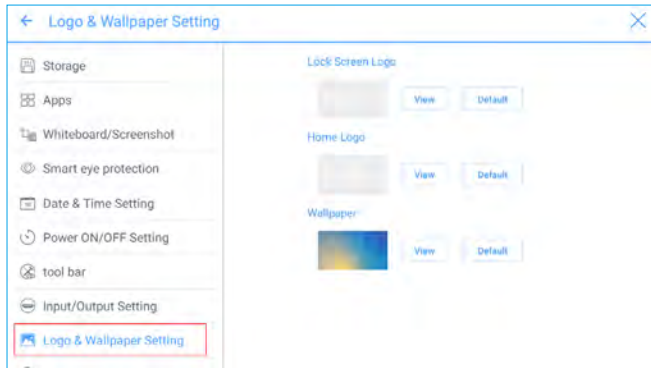 Logo & Wallpaper Setting
Storage
Apps
Whiteboard/Screenshot
Smart eye protection
Date & Time Setting
Power ON/OFF Setting
tool bar
Input/Output Setting
Logo & Wallpaper Setting
Lock Screen Logo
View Default
Home Logo
View Default
Wallpaper
View Default